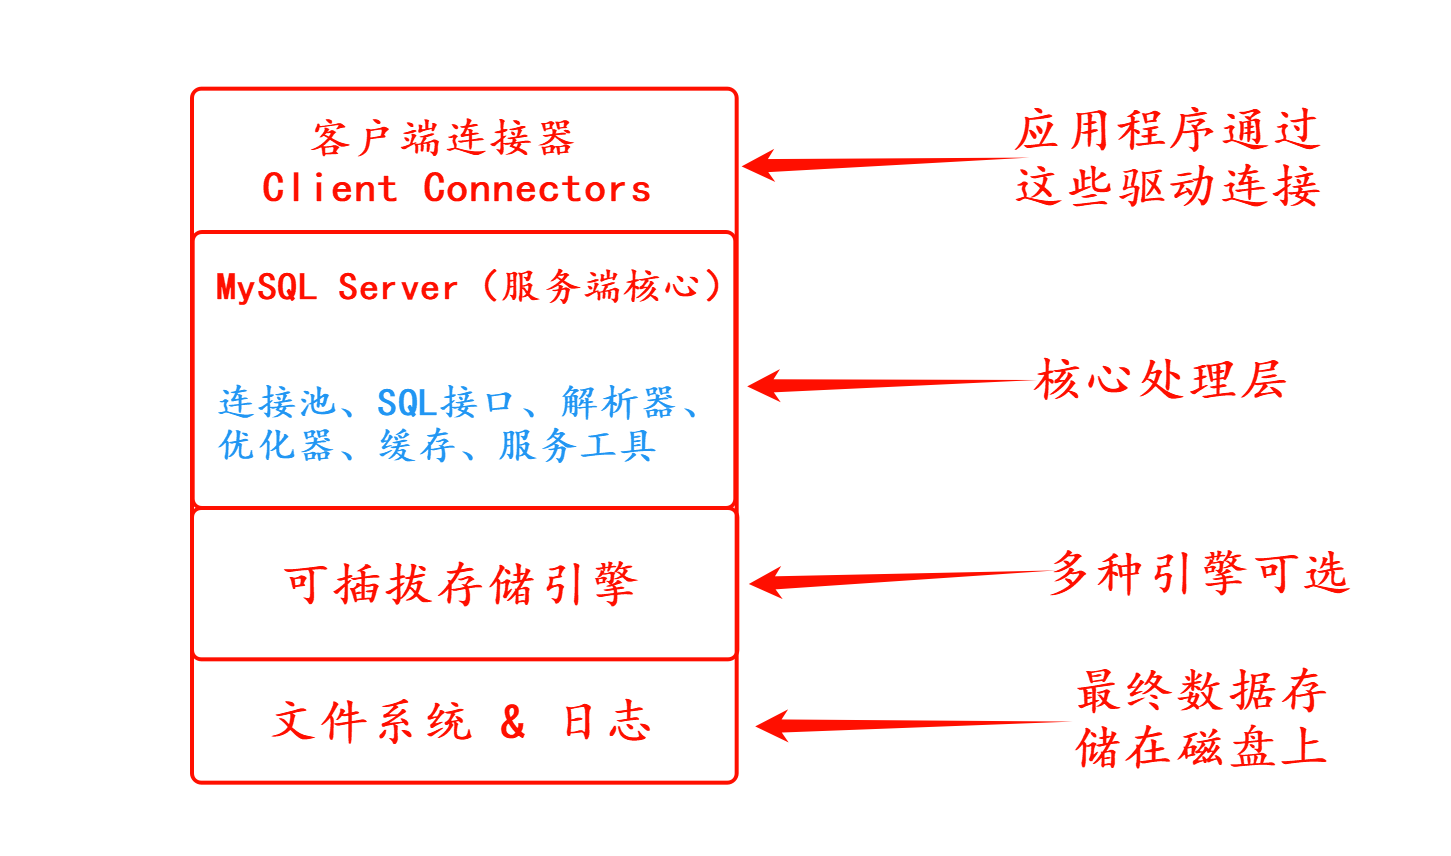 客户端连接器
Client Connectors
应用程序通过
这些驱动连接
MySQL Server（服务端核心）
连接池、SQL接口、解析器、
优化器、缓存、服务工具
核心处理层
可插拔存储引擎
多种引擎可选
文件系统 & 日志
最终数据存
储在磁盘上